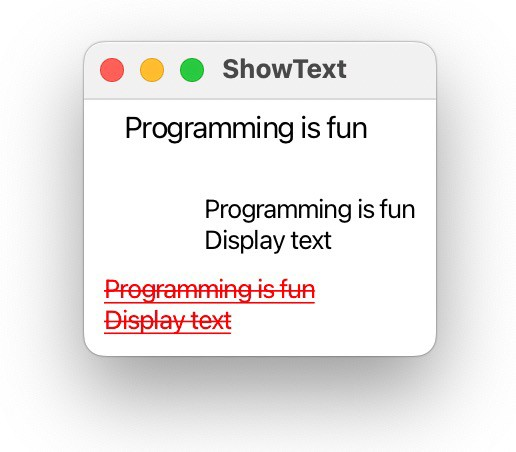 ShowText
Programming is fun
Programming is fun
Display text
Programming is fun
Display text